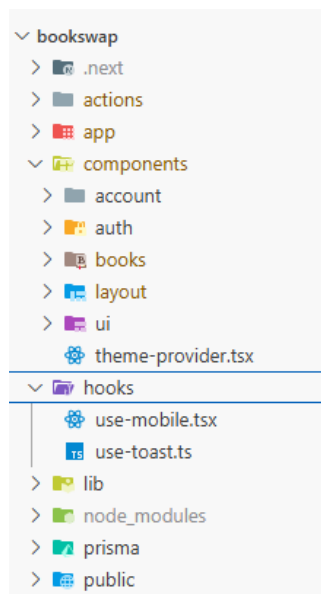 bookswap
.next
actions
app
components
account
auth
books
layout
ui
theme-provider.tsx
hooks
use-mobile.tsx
TS use-toast.ts
lib
node_modules
prisma
public